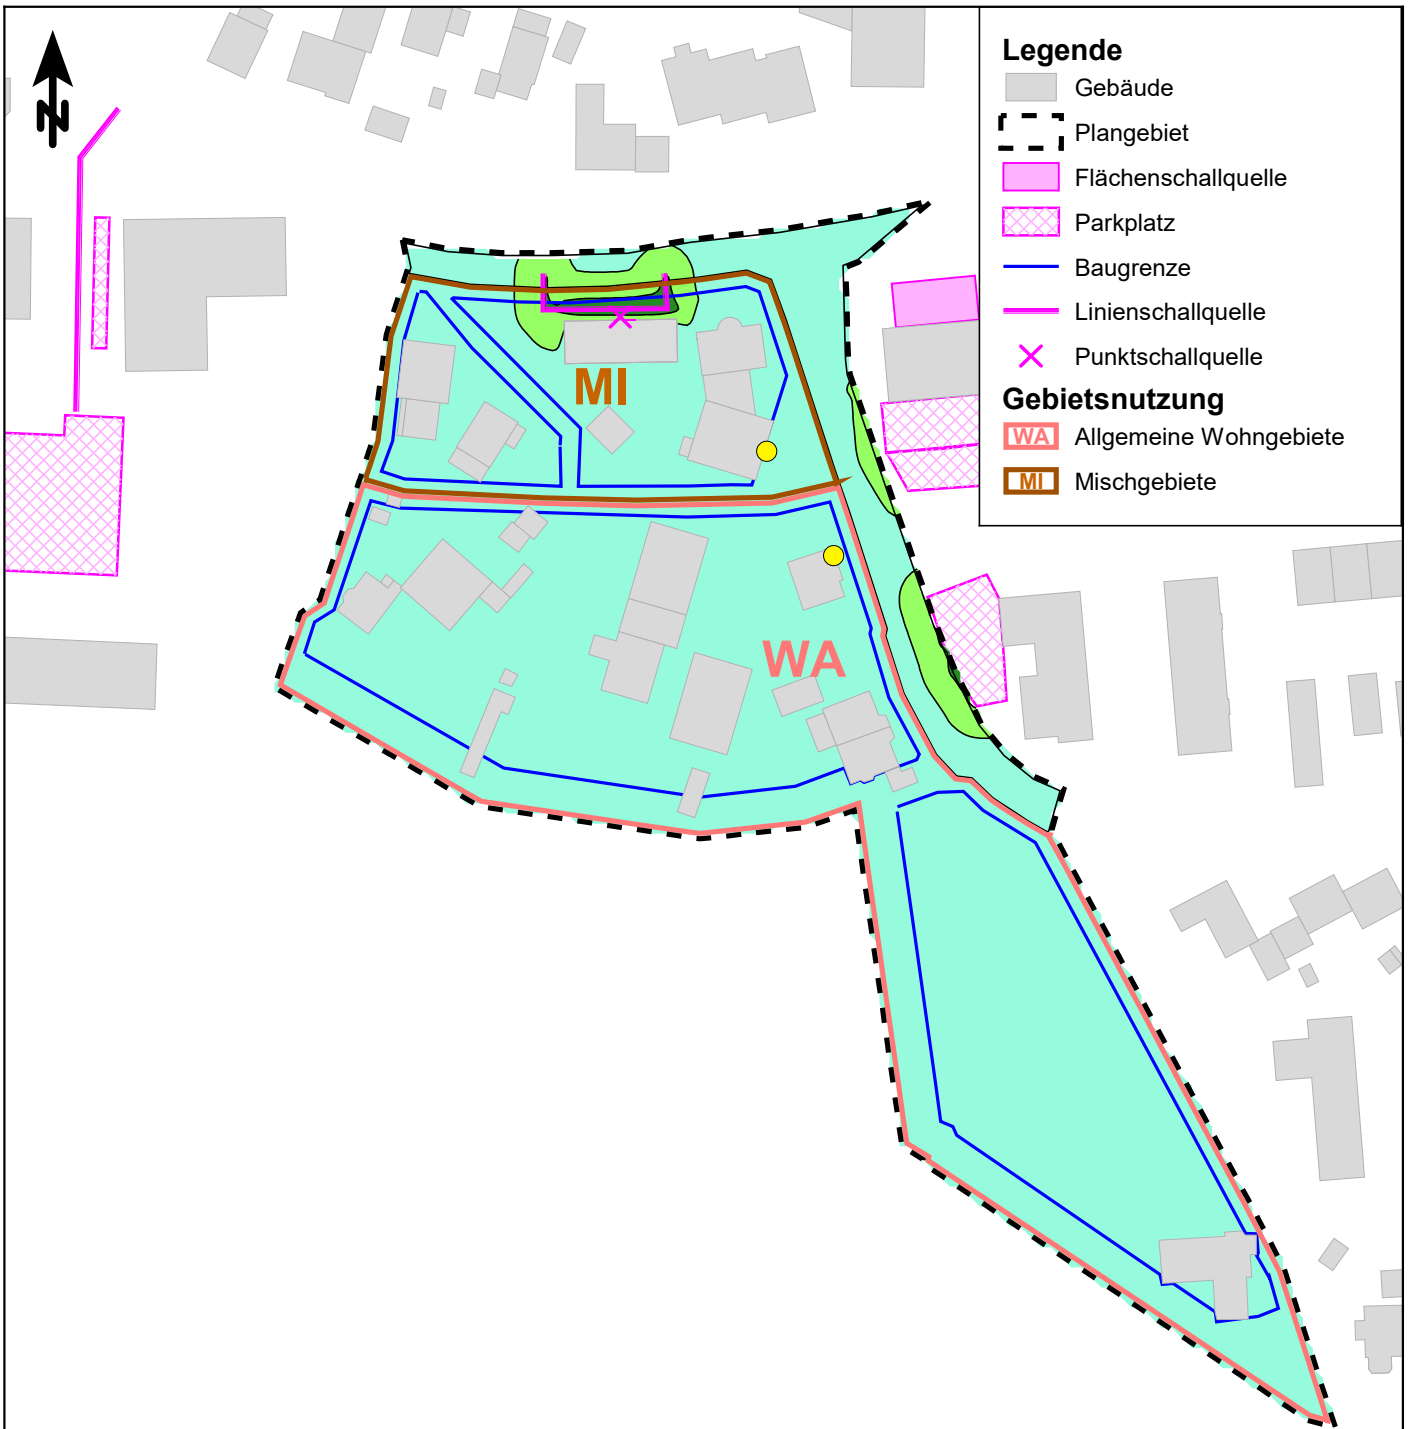 N
Legende
Gebäude
Plangebiet
Flächenschallquelle
Parkplatz
Baugrenze
Linienschallquelle
Punktschallquelle
Gebietsnutzung
WA Allgemeine Wohngebiete
MI Mischgebiete
MI
WA